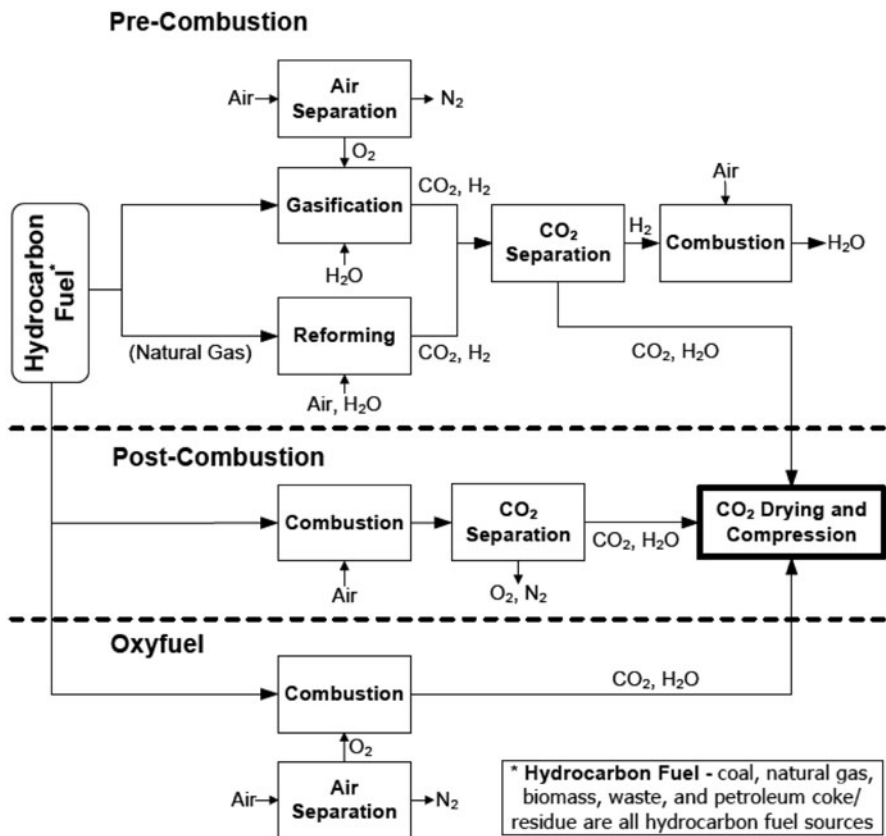 Pre-Combustion
Air
Air
Separation
N₂
O₂
Hydrocarbon
Fuel*
Gasification
CO₂, H₂
H₂O
(Natural Gas)
Reforming
CO₂, H₂
Air, H₂O
CO₂
Separation
H₂
Air
Combustion
H₂O
CO₂, H₂O
Post-Combustion
Combustion
Air
CO₂
Separation
O₂, N₂
CO₂, H₂O
CO₂ Drying and
Compression
Oxyfuel
Combustion
CO₂, H₂O
O₂
Air
Air
Separation
N₂
* Hydrocarbon Fuel - coal, natural gas,
biomass, waste, and petroleum coke/
residue are all hydrocarbon fuel sources